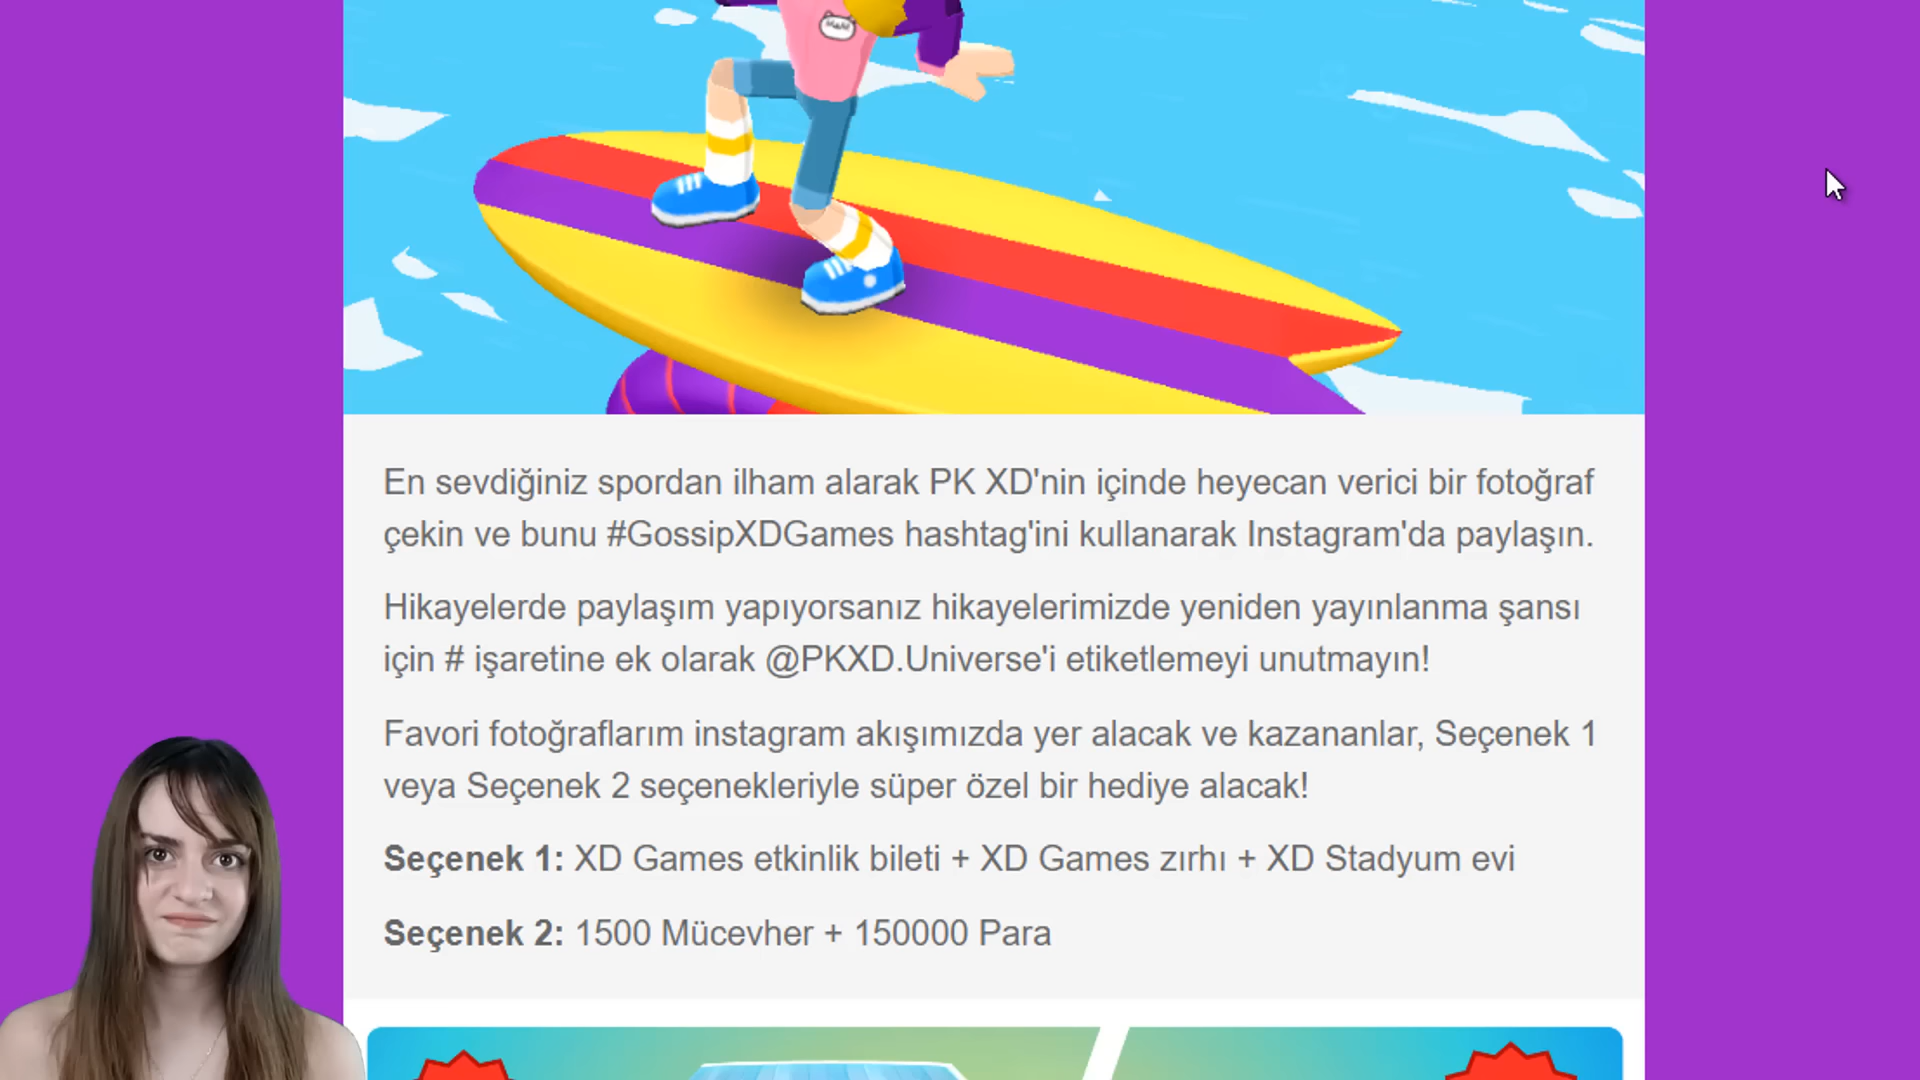 En sevdiğiniz spordan ilham alarak PK XD'nin içinde heyecan verici bir fotoğraf
çekin ve bunu #GossipXDGames hashtag'ini kullanarak Instagram'da paylaşın.
Hikayelerde paylaşım yapıyorsanız hikayelerimizde yeniden yayınlanma şansı
için # işaretine ek olarak @PKXD.Universe'i etiketlemeyi unutmayın!
Favori fotoğraflarım instagram akışımızda yer alacak ve kazananlar, Seçenek 1
veya Seçenek 2 seçenekleriyle süper özel bir hediye alacak!
Seçenek 1: XD Games etkinlik bileti + XD Games zırhı + XD Stadyum evi
Seçenek 2: 1500 Mücevher + 150000 Para